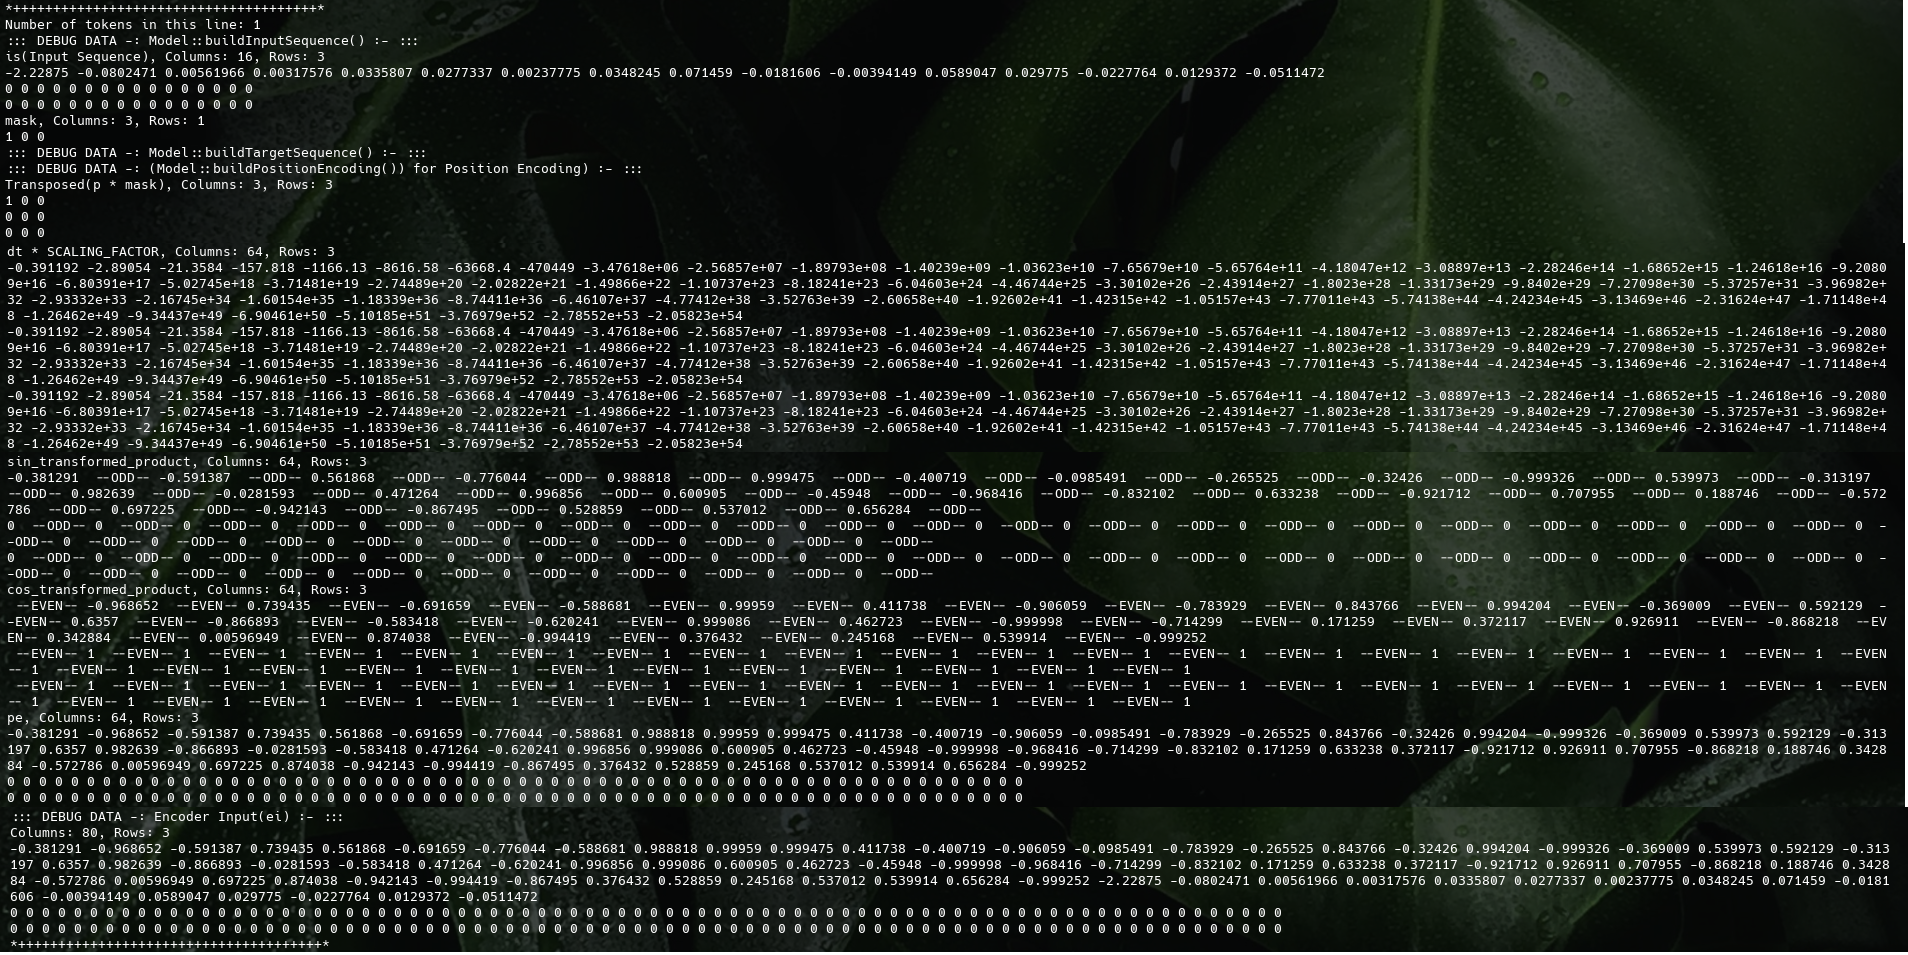 *++++++++++++++++++++++++++++++++++++++*
Number of tokens in this line: 1
::: DEBUG DATA -: Model::buildInputSequence() :- :::
is(Input Sequence), Columns: 16, Rows: 3
-2.22875 -0.0802471 0.00561966 0.00317576 0.0335807 0.0277337 0.00237775 0.0348245 0.071459 -0.0181606 -0.00394149 0.0589047 0.029775 -0.0227764 0.0129372 -0.0511472
0 0 0 0 0 0 0 0 0 0 0 0 0 0 0 0
0 0 0 0 0 0 0 0 0 0 0 0 0 0 0 0
mask, Columns: 3, Rows: 1
1 0 0
::: DEBUG DATA -: Model::buildTargetSequence() :- :::
::: DEBUG DATA -: (Model::buildPositionEncoding()) for Position Encoding) :- :::
Transposed(p * mask), Columns: 3, Rows: 3
1 0 0
0 0 0
0 0 0
dt * SCALING_FACTOR, Columns: 64, Rows: 3
-0.391192 -2.89054 -21.3584 -157.818 -1166.13 -8616.58 -63668.4 -470449 -3.47618e+06 -2.56857e+07 -1.89793e+08 -1.40239e+09 -1.03623e+10 -7.65679e+10 -5.65764e+11 -4.18047e+12 -3.08897e+13 -2.28246e+14 -1.68652e+15 -1.24618e+16 -9.2080
9e+16 -6.80391e+17 -5.02745e+18 -3.71481e+19 -2.74489e+20 -2.02822e+21 -1.49866e+22 -1.10737e+23 -8.18241e+23 -6.04603e+24 -4.46744e+25 -3.30102e+26 -2.43914e+27 -1.8023e+28 -1.33173e+29 -9.8402e+29 -7.27098e+30 -5.37257e+31 -3.96982e+
32 -2.93332e+33 -2.16745e+34 -1.60154e+35 -1.18339e+36 -8.74411e+36 -6.46107e+37 -4.77412e+38 -3.52763e+39 -2.60658e+40 -1.92602e+41 -1.42315e+42 -1.05157e+43 -7.77011e+43 -5.74138e+44 -4.24234e+45 -3.13469e+46 -2.31624e+47 -1.71148e+4
8 -1.26462e+49 -9.34437e+49 -6.90461e+50 -5.10185e+51 -3.76979e+52 -2.78552e+53 -2.05823e+54
-0.391192 -2.89054 -21.3584 -157.818 -1166.13 -8616.58 -63668.4 -470449 -3.47618e+06 -2.56857e+07 -1.89793e+08 -1.40239e+09 -1.03623e+10 -7.65679e+10 -5.65764e+11 -4.18047e+12 -3.08897e+13 -2.28246e+14 -1.68652e+15 -1.24618e+16 -9.2080
9e+16 -6.80391e+17 -5.02745e+18 -3.71481e+19 -2.74489e+20 -2.02822e+21 -1.49866e+22 -1.10737e+23 -8.18241e+23 -6.04603e+24 -4.46744e+25 -3.30102e+26 -2.43914e+27 -1.8023e+28 -1.33173e+29 -9.8402e+29 -7.27098e+30 -5.37257e+31 -3.96982e+
32 -2.93332e+33 -2.16745e+34 -1.60154e+35 -1.18339e+36 -8.74411e+36 -6.46107e+37 -4.77412e+38 -3.52763e+39 -2.60658e+40 -1.92602e+41 -1.42315e+42 -1.05157e+43 -7.77011e+43 -5.74138e+44 -4.24234e+45 -3.13469e+46 -2.31624e+47 -1.71148e+4
8 -1.26462e+49 -9.34437e+49 -6.90461e+50 -5.10185e+51 -3.76979e+52 -2.78552e+53 -2.05823e+54
-0.391192 -2.89054 -21.3584 -157.818 -1166.13 -8616.58 -63668.4 -470449 -3.47618e+06 -2.56857e+07 -1.89793e+08 -1.40239e+09 -1.03623e+10 -7.65679e+10 -5.65764e+11 -4.18047e+12 -3.08897e+13 -2.28246e+14 -1.68652e+15 -1.24618e+16 -9.2080
9e+16 -6.80391e+17 -5.02745e+18 -3.71481e+19 -2.74489e+20 -2.02822e+21 -1.49866e+22 -1.10737e+23 -8.18241e+23 -6.04603e+24 -4.46744e+25 -3.30102e+26 -2.43914e+27 -1.8023e+28 -1.33173e+29 -9.8402e+29 -7.27098e+30 -5.37257e+31 -3.96982e+
32 -2.93332e+33 -2.16745e+34 -1.60154e+35 -1.18339e+36 -8.74411e+36 -6.46107e+37 -4.77412e+38 -3.52763e+39 -2.60658e+40 -1.92602e+41 -1.42315e+42 -1.05157e+43 -7.77011e+43 -5.74138e+44 -4.24234e+45 -3.13469e+46 -2.31624e+47 -1.71148e+4
8 -1.26462e+49 -9.34437e+49 -6.90461e+50 -5.10185e+51 -3.76979e+52 -2.78552e+53 -2.05823e+54
sin_transformed_product, Columns: 64, Rows: 3
-0.381291  --ODD-- -0.591387  --ODD-- 0.561868  --ODD-- -0.776044  --ODD-- 0.988818  --ODD-- 0.999475  --ODD-- -0.400719  --ODD-- -0.0985491  --ODD-- -0.265525  --ODD-- -0.32426  --ODD-- -0.999326  --ODD-- 0.539973  --ODD-- -0.313197
--ODD-- 0.982639  --ODD-- -0.0281593  --ODD-- 0.471264  --ODD-- 0.996856  --ODD-- 0.600905  --ODD-- -0.45948  --ODD-- -0.968416  --ODD-- -0.832102  --ODD-- 0.633238  --ODD-- -0.921712  --ODD-- 0.707955  --ODD-- 0.188746  --ODD-- -0.572
786  --ODD-- 0.697225  --ODD-- -0.942143  --ODD-- -0.867495  --ODD-- 0.528859  --ODD-- 0.537012  --ODD-- 0.656284  --ODD--
0  --ODD-- 0  --ODD-- 0  --ODD-- 0  --ODD-- 0  --ODD-- 0  --ODD-- 0  --ODD-- 0  --ODD-- 0  --ODD-- 0  --ODD-- 0  --ODD-- 0  --ODD-- 0  --ODD-- 0  --ODD-- 0  --ODD-- 0  --ODD-- 0  --ODD-- 0  --ODD-- 0  --ODD-- 0  --ODD-- 0  --ODD-- 0  -
-ODD-- 0  --ODD-- 0  --ODD-- 0  --ODD-- 0  --ODD-- 0  --ODD-- 0  --ODD-- 0  --ODD-- 0  --ODD-- 0  --ODD-- 0  --ODD--
0  --ODD-- 0  --ODD-- 0  --ODD-- 0  --ODD-- 0  --ODD-- 0  --ODD-- 0  --ODD-- 0  --ODD-- 0  --ODD-- 0  --ODD-- 0  --ODD-- 0  --ODD-- 0  --ODD-- 0  --ODD-- 0  --ODD-- 0  --ODD-- 0  --ODD-- 0  --ODD-- 0  --ODD-- 0  --ODD-- 0  --ODD-- 0  -
-ODD-- 0  --ODD-- 0  --ODD-- 0  --ODD-- 0  --ODD-- 0  --ODD-- 0  --ODD-- 0  --ODD-- 0  --ODD-- 0  --ODD-- 0  --ODD--
cos_transformed_product, Columns: 64, Rows: 3
--EVEN-- -0.968652  --EVEN-- 0.739435  --EVEN-- -0.691659  --EVEN-- -0.588681  --EVEN-- 0.99959  --EVEN-- 0.411738  --EVEN-- -0.906059  --EVEN-- -0.783929  --EVEN-- 0.843766  --EVEN-- 0.994204  --EVEN-- -0.369009  --EVEN-- 0.592129  -
-EVEN-- 0.6357  --EVEN-- -0.866893  --EVEN-- -0.583418  --EVEN-- -0.620241  --EVEN-- 0.999086  --EVEN-- 0.462723  --EVEN-- -0.999998  --EVEN-- -0.714299  --EVEN-- 0.171259  --EVEN-- 0.372117  --EVEN-- 0.926911  --EVEN-- -0.868218  --EV
EN-- 0.342884  --EVEN-- 0.00596949  --EVEN-- 0.874038  --EVEN-- -0.994419  --EVEN-- 0.376432  --EVEN-- 0.245168  --EVEN-- 0.539914  --EVEN-- -0.999252
--EVEN-- 1  --EVEN-- 1  --EVEN-- 1  --EVEN-- 1  --EVEN-- 1  --EVEN-- 1  --EVEN-- 1  --EVEN-- 1  --EVEN-- 1  --EVEN-- 1  --EVEN-- 1  --EVEN-- 1  --EVEN-- 1  --EVEN-- 1  --EVEN-- 1  --EVEN-- 1  --EVEN-- 1  --EVEN-- 1  --EVEN-- 1  --EVEN
-- 1  --EVEN-- 1  --EVEN-- 1  --EVEN-- 1  --EVEN-- 1  --EVEN-- 1  --EVEN-- 1  --EVEN-- 1  --EVEN-- 1  --EVEN-- 1  --EVEN-- 1  --EVEN-- 1  --EVEN-- 1
--EVEN-- 1  --EVEN-- 1  --EVEN-- 1  --EVEN-- 1  --EVEN-- 1  --EVEN-- 1  --EVEN-- 1  --EVEN-- 1  --EVEN-- 1  --EVEN-- 1  --EVEN-- 1  --EVEN-- 1  --EVEN-- 1  --EVEN-- 1  --EVEN-- 1  --EVEN-- 1  --EVEN-- 1  --EVEN-- 1  --EVEN-- 1  --EVEN
-- 1  --EVEN-- 1  --EVEN-- 1  --EVEN-- 1  --EVEN-- 1  --EVEN-- 1  --EVEN-- 1  --EVEN-- 1  --EVEN-- 1  --EVEN-- 1  --EVEN-- 1  --EVEN-- 1  --EVEN-- 1
pe, Columns: 64, Rows: 3
-0.381291 -0.968652 -0.591387 0.739435 0.561868 -0.691659 -0.776044 -0.588681 0.988818 0.99959 0.999475 0.411738 -0.400719 -0.906059 -0.0985491 -0.783929 -0.265525 0.843766 -0.32426 0.994204 -0.999326 -0.369009 0.539973 0.592129 -0.313
197 0.6357 0.982639 -0.866893 -0.0281593 -0.583418 0.471264 -0.620241 0.996856 0.999086 0.600905 0.462723 -0.45948 -0.999998 -0.968416 -0.714299 -0.832102 0.171259 0.633238 0.372117 -0.921712 0.926911 0.707955 -0.868218 0.188746 0.3428
84 -0.572786 0.00596949 0.697225 0.874038 -0.942143 -0.994419 -0.867495 0.376432 0.528859 0.245168 0.537012 0.539914 0.656284 -0.999252
0 0 0 0 0 0 0 0 0 0 0 0 0 0 0 0 0 0 0 0 0 0 0 0 0 0 0 0 0 0 0 0 0 0 0 0 0 0 0 0 0 0 0 0 0 0 0 0 0 0 0 0 0 0 0 0 0 0 0 0 0 0 0 0
0 0 0 0 0 0 0 0 0 0 0 0 0 0 0 0 0 0 0 0 0 0 0 0 0 0 0 0 0 0 0 0 0 0 0 0 0 0 0 0 0 0 0 0 0 0 0 0 0 0 0 0 0 0 0 0 0 0 0 0 0 0 0 0
::: DEBUG DATA -: Encoder Input(ei) :- :::
Columns: 80, Rows: 3
-0.381291 -0.968652 -0.591387 0.739435 0.561868 -0.691659 -0.776044 -0.588681 0.988818 0.99959 0.999475 0.411738 -0.400719 -0.906059 -0.0985491 -0.783929 -0.265525 0.843766 -0.32426 0.994204 -0.999326 -0.369009 0.539973 0.592129 -0.313
197 0.6357 0.982639 -0.866893 -0.0281593 -0.583418 0.471264 -0.620241 0.996856 0.999086 0.600905 0.462723 -0.45948 -0.999998 -0.968416 -0.714299 -0.832102 0.171259 0.633238 0.372117 -0.921712 0.926911 0.707955 -0.868218 0.188746 0.3428
84 -0.572786 0.00596949 0.697225 0.874038 -0.942143 -0.994419 -0.867495 0.376432 0.528859 0.245168 0.537012 0.539914 0.656284 -0.999252 -2.22875 -0.0802471 0.00561966 0.00317576 0.0335807 0.0277337 0.00237775 0.0348245 0.071459 -0.0181
606 -0.00394149 0.0589047 0.029775 -0.0227764 0.0129372 -0.0511472
0 0 0 0 0 0 0 0 0 0 0 0 0 0 0 0 0 0 0 0 0 0 0 0 0 0 0 0 0 0 0 0 0 0 0 0 0 0 0 0 0 0 0 0 0 0 0 0 0 0 0 0 0 0 0 0 0 0 0 0 0 0 0 0 0 0 0 0 0 0 0 0 0 0 0 0 0 0 0 0
0 0 0 0 0 0 0 0 0 0 0 0 0 0 0 0 0 0 0 0 0 0 0 0 0 0 0 0 0 0 0 0 0 0 0 0 0 0 0 0 0 0 0 0 0 0 0 0 0 0 0 0 0 0 0 0 0 0 0 0 0 0 0 0 0 0 0 0 0 0 0 0 0 0 0 0 0 0 0 0
*++++++++++++++++++++++++++++++++++++++*